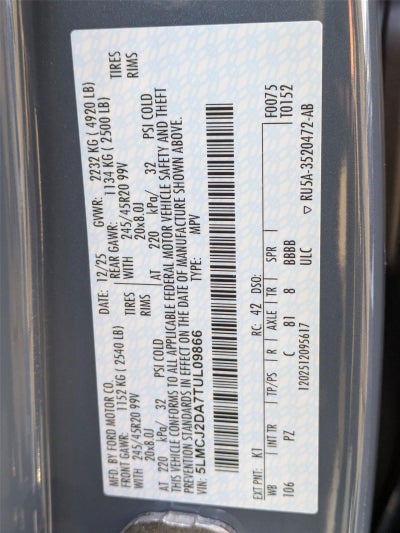 MFD. BY FORD MOTOR CO.
DATE: 12/25 GVWR: 2232 KG ( 4920 LB)
FRONT GAWR: 1152 KG ( 2540 LB) REAR GAWR: 1134 KG ( 2500 LB)
WITH 245/45R20 99V TIRES WITH 245/45R20 99V TIRES
20x8.0J RIMS 20x8.0J RIMS
AT 220 kPa/ 32 PSI COLD AT 220 kPa/ 32 PSI COLD
THIS VEHICLE CONFORMS TO ALL APPLICABLE FEDERAL MOTOR VEHICLE SAFETY AND THEFT
PREVENTION STANDARDS IN EFFECT ON THE DATE OF MANUFACTURE SHOWN ABOVE.
VIN: 5LMCJ2DA7TUL09866 TYPE: MPV
F0075
EXT PNT: K1 RC: 42 DSO: T0152
WB INT TR TP/PS R AXLE TR SPR
106 PZ C 81 8 BBBB
ULC ▽ RU5A-3520472-AB
1202512095617